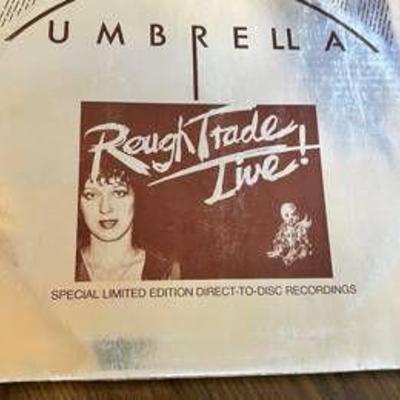 UMBRELLA
Rough Trade
Live!
SPECIAL LIMITED EDITION DIRECT-TO-DISC RECORDINGS